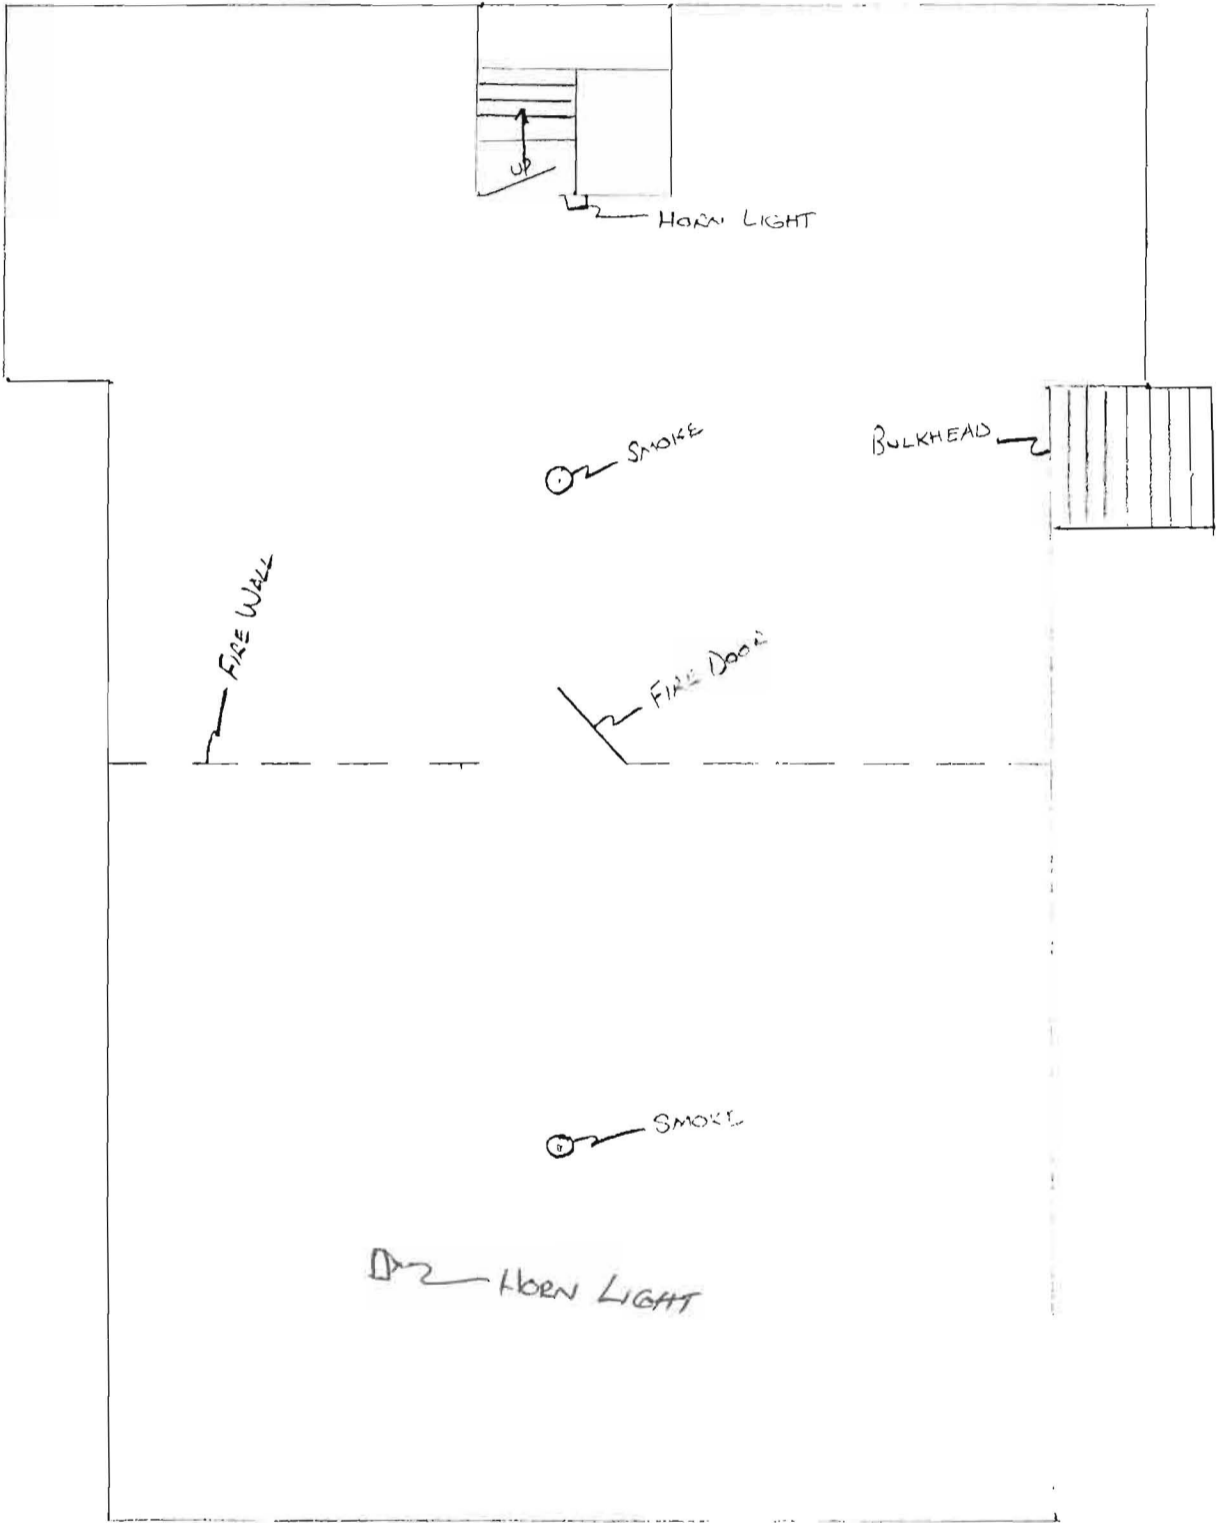 UP
HORN LIGHT
SMOKE
BULKHEAD
FIRE WALL
FIRE DOOR
SMOKE
HORN LIGHT